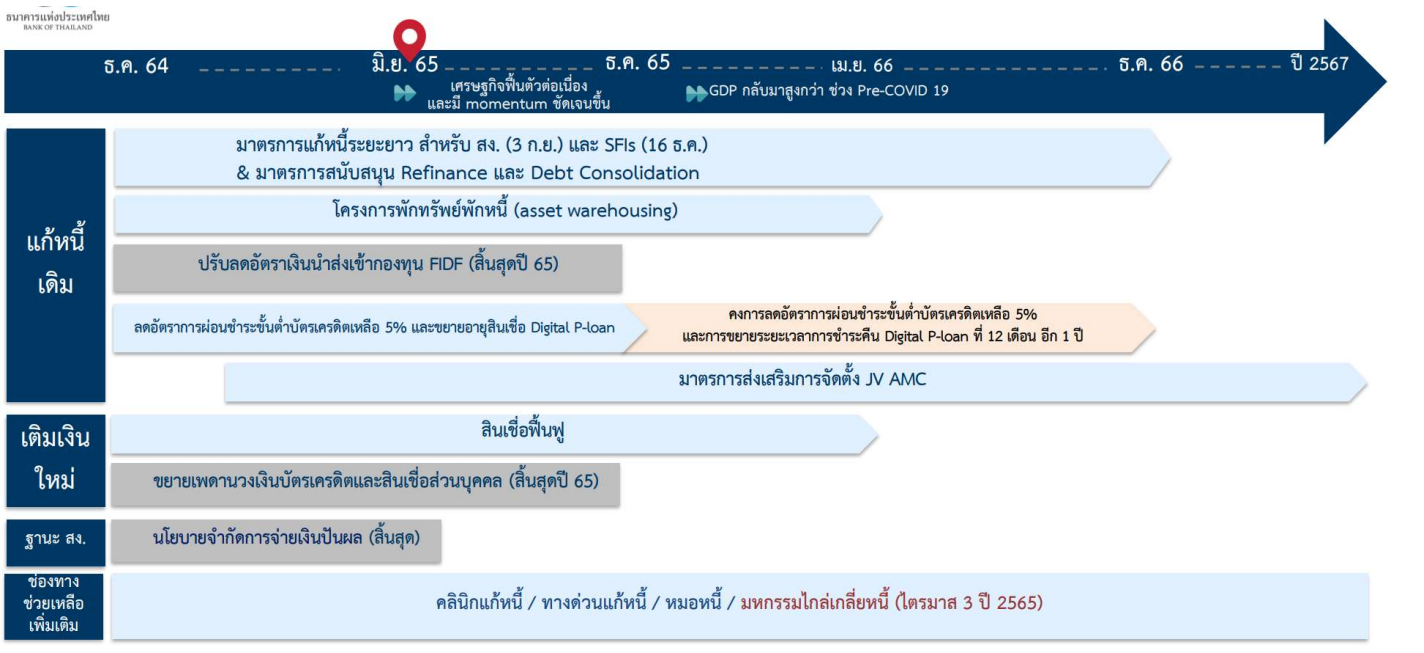 ธนาคารแห่งประเทศไทย
BANK OF THAILAND
ธ.ค. 64 มิ.ย. 65 ธ.ค. 65 เม.ย. 66 ธ.ค. 66 ปี 2567
เศรษฐกิจฟื้นตัวต่อเนื่อง
และมี momentum ชัดเจนขึ้น
GDP กลับมาสูงกว่า ช่วง Pre-COVID 19
แก้หนี้
เดิม
มาตรการแก้หนี้ระยะยาว สำหรับ สง. (3 ก.ย.) และ SFIs (16 ธ.ค.)
& มาตรการสนับสนุน Refinance และ Debt Consolidation
โครงการพักทรัพย์พักหนี้ (asset warehousing)
ปรับลดอัตราเงินนำส่งเข้ากองทุน FIDF (สิ้นสุดปี 65)
ลดอัตราการผ่อนชำระขั้นต่ำบัตรเครดิตเหลือ 5% และขยายอายุสินเชื่อ Digital P-loan
คงการลดอัตราการผ่อนชำระขั้นต่ำบัตรเครดิตเหลือ 5%
และการขยายระยะเวลาการชำระคืน Digital P-loan ที่ 12 เดือน อีก 1 ปี
มาตรการส่งเสริมการจัดตั้ง JV AMC
เติมเงิน
ใหม่
สินเชื่อฟื้นฟู
ขยายเพดานวงเงินบัตรเครดิตและสินเชื่อส่วนบุคคล (สิ้นสุดปี 65)
ฐานะ สง.
นโยบายจำกัดการจ่ายเงินปันผล (สิ้นสุด)
ช่องทาง
ช่วยเหลือ
เพิ่มเติม
คลินิกแก้หนี้ / ทางด่วนแก้หนี้ / หมอหนี้ / มหกรรมไกล่เกลี่ยหนี้ (ไตรมาส 3 ปี 2565)